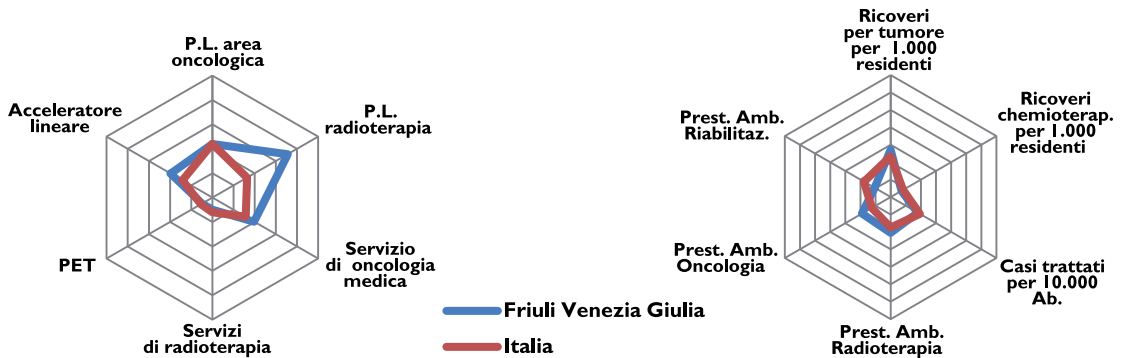 P.L. area
oncologica
P.L.
radioterapia
Servizio
di oncologia
medica
Servizi
di radioterapia
PET
Acceleratore
lineare
Friuli Venezia Giulia
Italia
Ricoveri
per tumore
per 1.000
residenti
Ricoveri
chemioterap.
per 1.000
residenti
Casi trattati
per 10.000
Ab.
Prest. Amb.
Radioterapia
Prest. Amb.
Oncologia
Prest. Amb.
Riabilitaz.